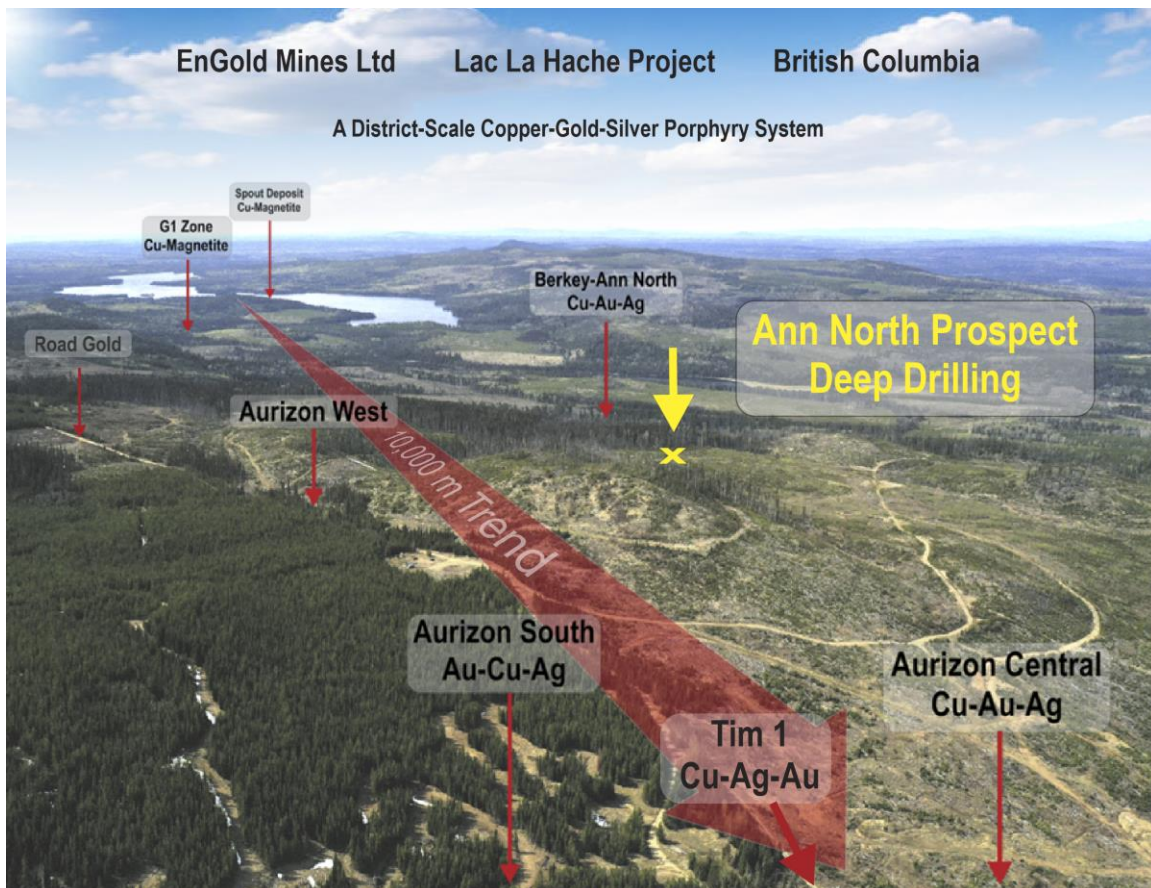 EnGold Mines Ltd Lac La Hache Project British Columbia
A District-Scale Copper-Gold-Silver Porphyry System
Spout Deposit
Cu-Magnetite
G1 Zone
Cu-Magnetite
Berkey-Ann North
Cu-Au-Ag
Ann North Prospect
Deep Drilling
Road Gold
Aurizon West
x
10,000 m Trend
Aurizon South
Au-Cu-Ag
Aurizon Central
Cu-Au-Ag
Tim 1
Cu-Ag-Au